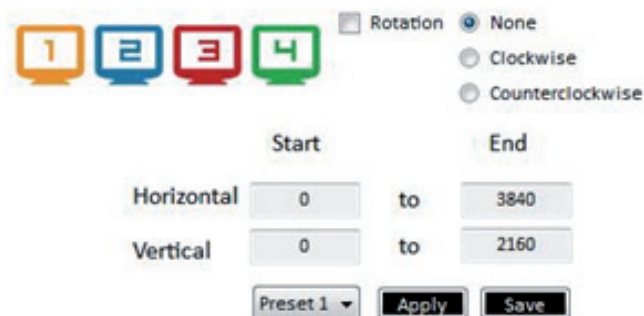 1 2 3 4 Rotation None
Clockwise
Counterclockwise
Start End
Horizontal 0 to 3840
Vertical 0 to 2160
Preset 1 Apply Save